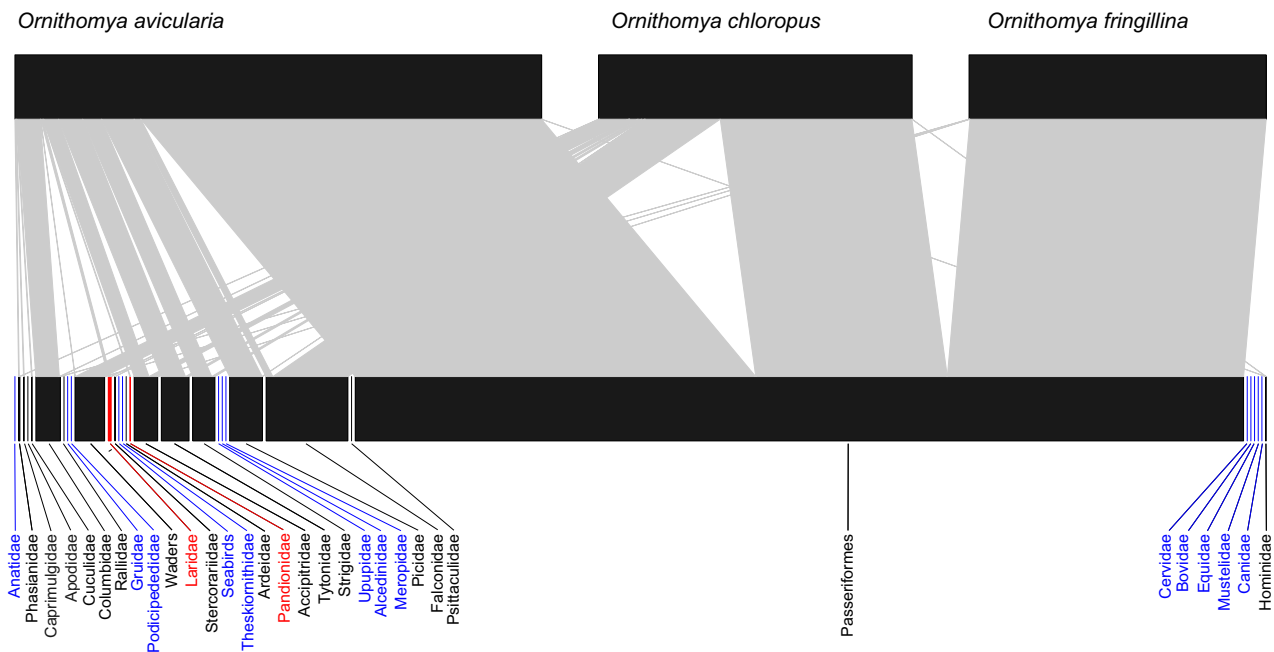 Ornithomya avicularia
Ornithomya chloropus
Ornithomya fringillina
Anatidae
Phasianidae
Caprimulgidae
Apodidae
Cuculidae
Columbidae
Rallidae
Gruidae
Podicipededidae
Waders
Laridae
Stercorariidae
Seabirds
Theskiornithidae
Ardeidae
Pandionidae
Accipitridae
Tytonidae
Strigidae
Upupidae
Alcedinidae
Meropidae
Picidae
Falconidae
Psittaculidae
Passeriformes
Cervidae
Bovidae
Equidae
Mustelidae
Canidae
Hominidae